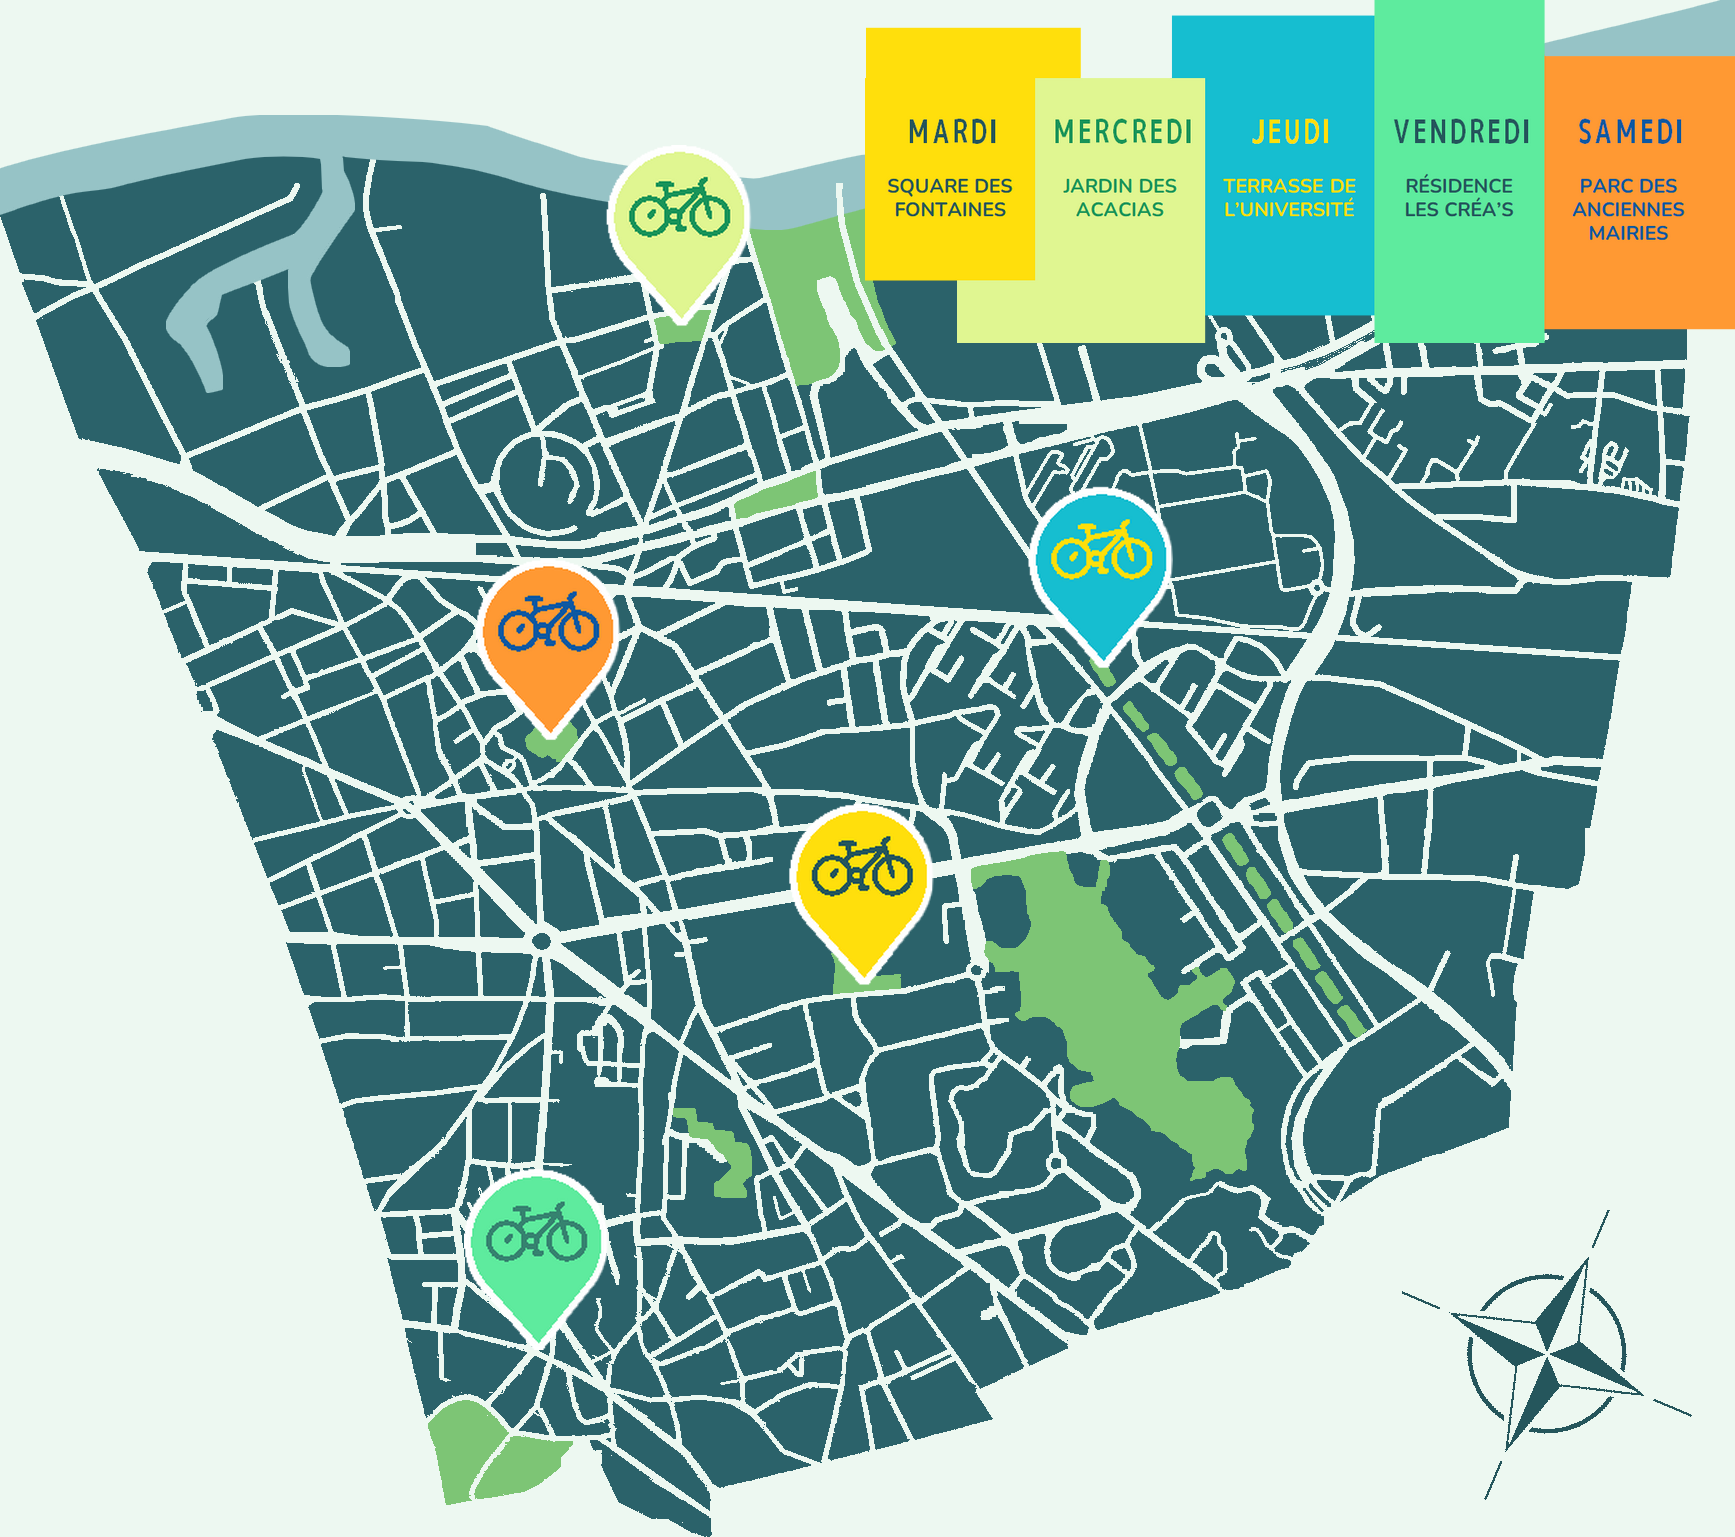 MARDI
SQUARE DES
FONTAINES
MERCREDI
JARDIN DES
ACACIAS
JEUDI
TERRASSE DE
L’UNIVERSITÉ
VENDREDI
RÉSIDENCE
LES CRÉA’S
SAMEDI
PARC DES
ANCIENNES
MAIRIES